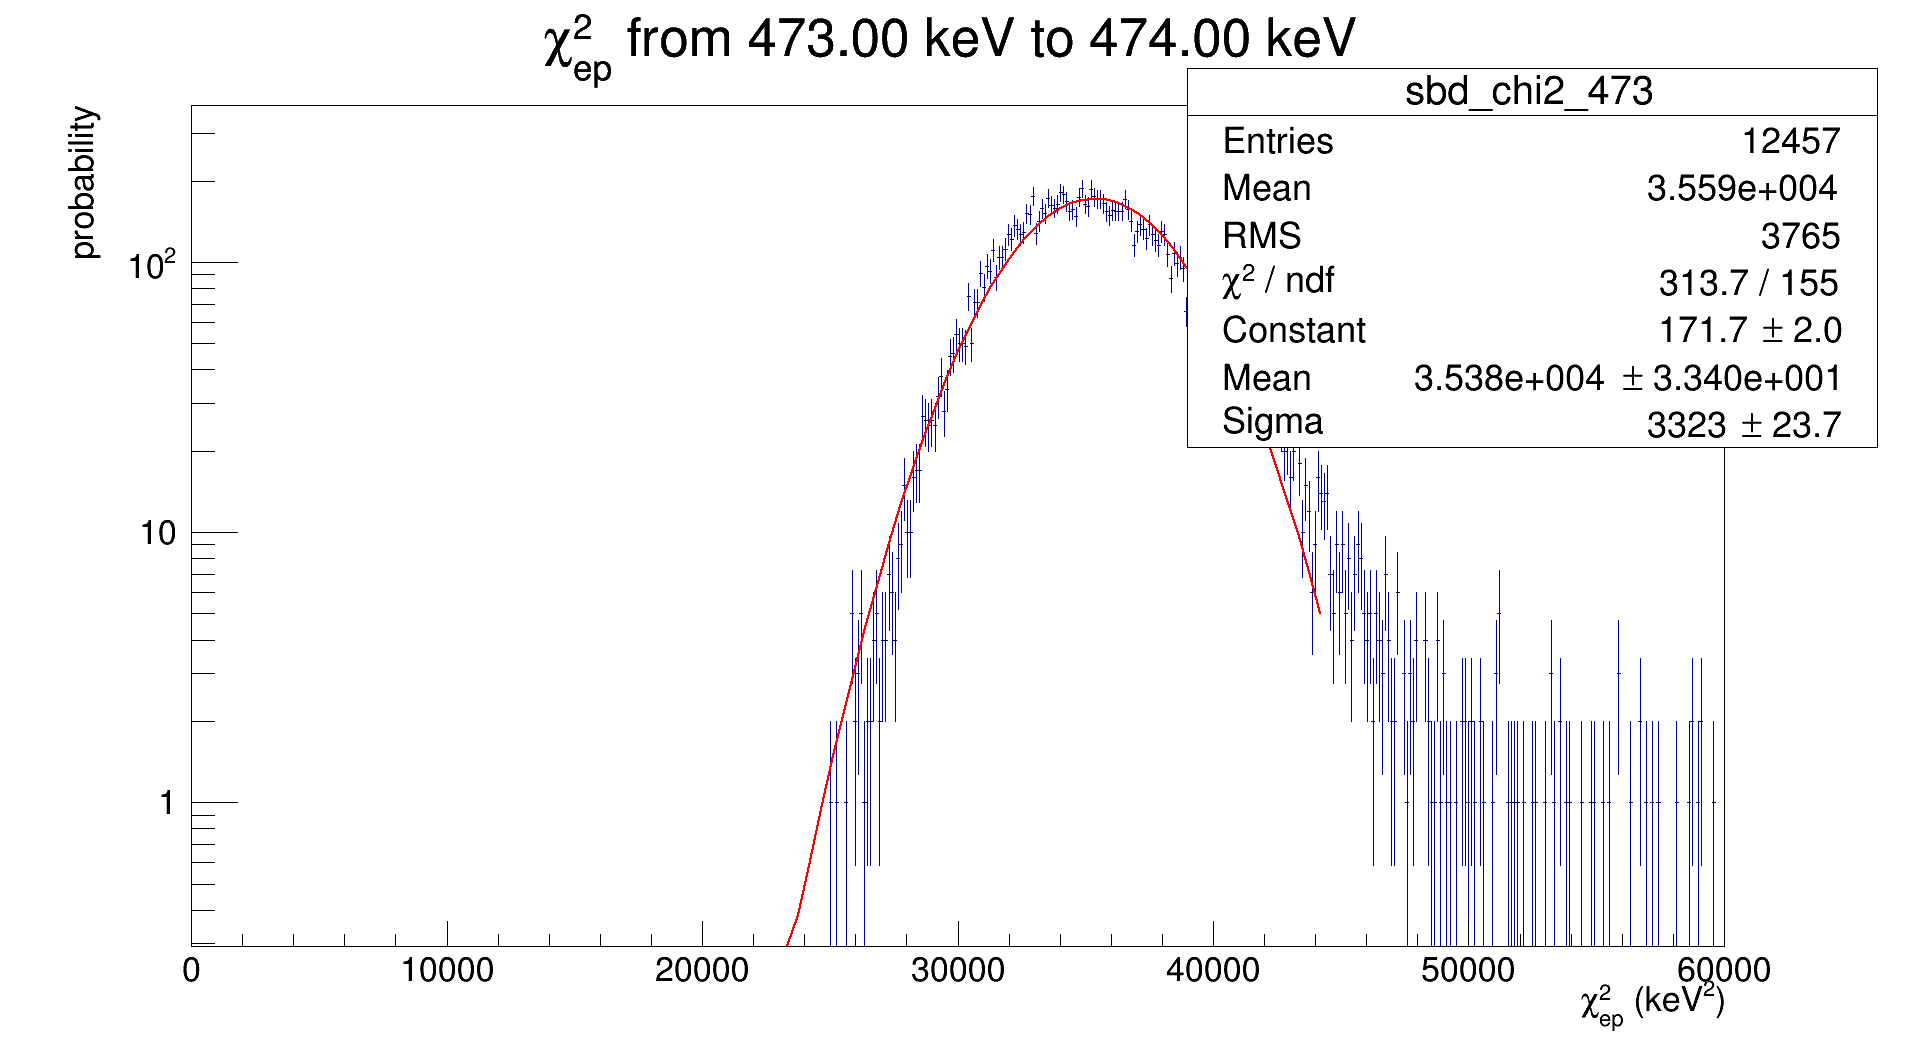 χ²ep from 473.00 keV to 474.00 keV
probability
sbd_chi2_473
Entries 12457
Mean 3.559e+004
RMS 3765
χ² / ndf 313.7 / 155
Constant 171.7 ± 2.0
Mean 3.538e+004 ± 3.340e+001
Sigma 3323 ± 23.7
10²
10
1
0 10000 20000 30000 40000 50000 60000
χ²ep (keV²)